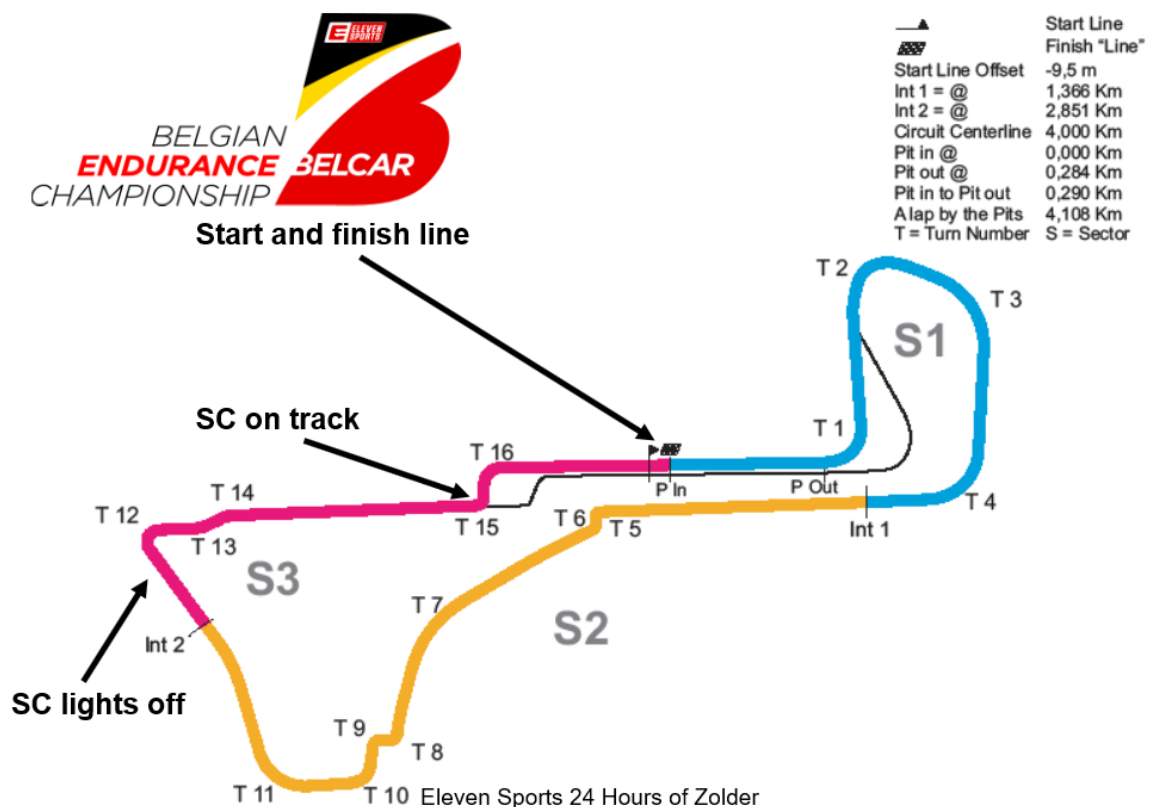 ELEVEN
SPORTS
BELGIAN
ENDURANCE BELCAR
CHAMPIONSHIP
Start Line
Finish “Line”
Start Line Offset -9,5 m
Int 1 = @ 1,366 Km
Int 2 = @ 2,851 Km
Circuit Centerline 4,000 Km
Pit in @ 0,000 Km
Pit out @ 0,284 Km
Pit in to Pit out 0,290 Km
A lap by the Pits 4,108 Km
T = Turn Number S = Sector
Start and finish line
T 2
T 3
S1
SC on track
T 1
T 16
P In
P Out
T 14
T 12
T 15
T 6
T 5
Int 1
T 4
T 13
S3
T 7
S2
Int 2
SC lights off
T 9
T 8
T 11
T 10
Eleven Sports 24 Hours of Zolder